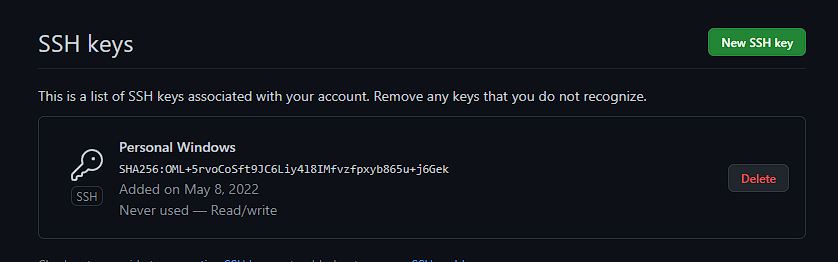 SSH keys
New SSH key
This is a list of SSH keys associated with your account. Remove any keys that you do not recognize.
Personal Windows
SHA256:OML+5rvoCoSft9JC6Liy4l8IMfvzfpxyb865u+j6Gek
Added on May 8, 2022
Never used — Read/write
SSH
Delete